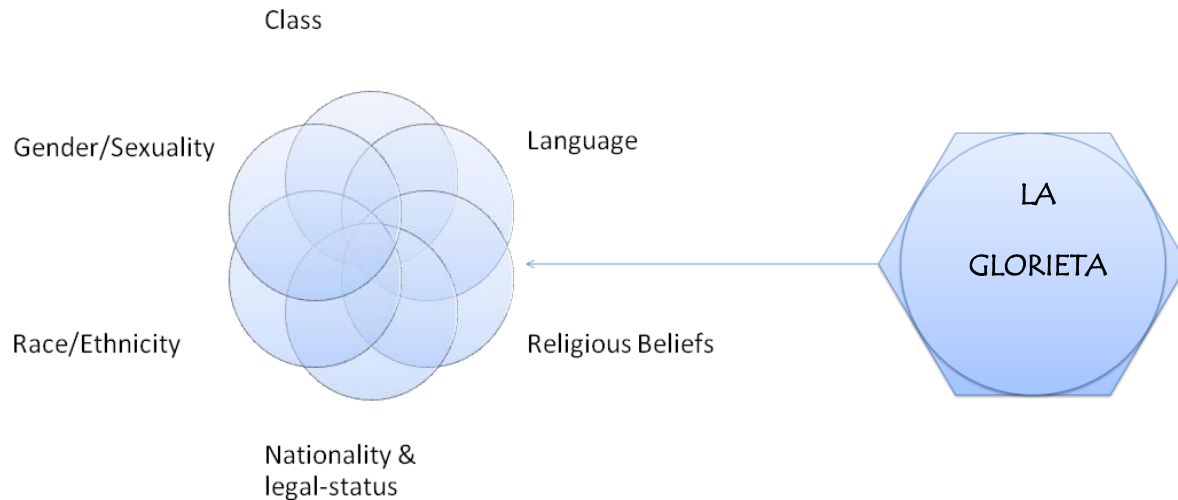 Class
Gender/Sexuality
Language
LA
GLORIETA
Race/Ethnicity
Religious Beliefs
Nationality &
legal-status